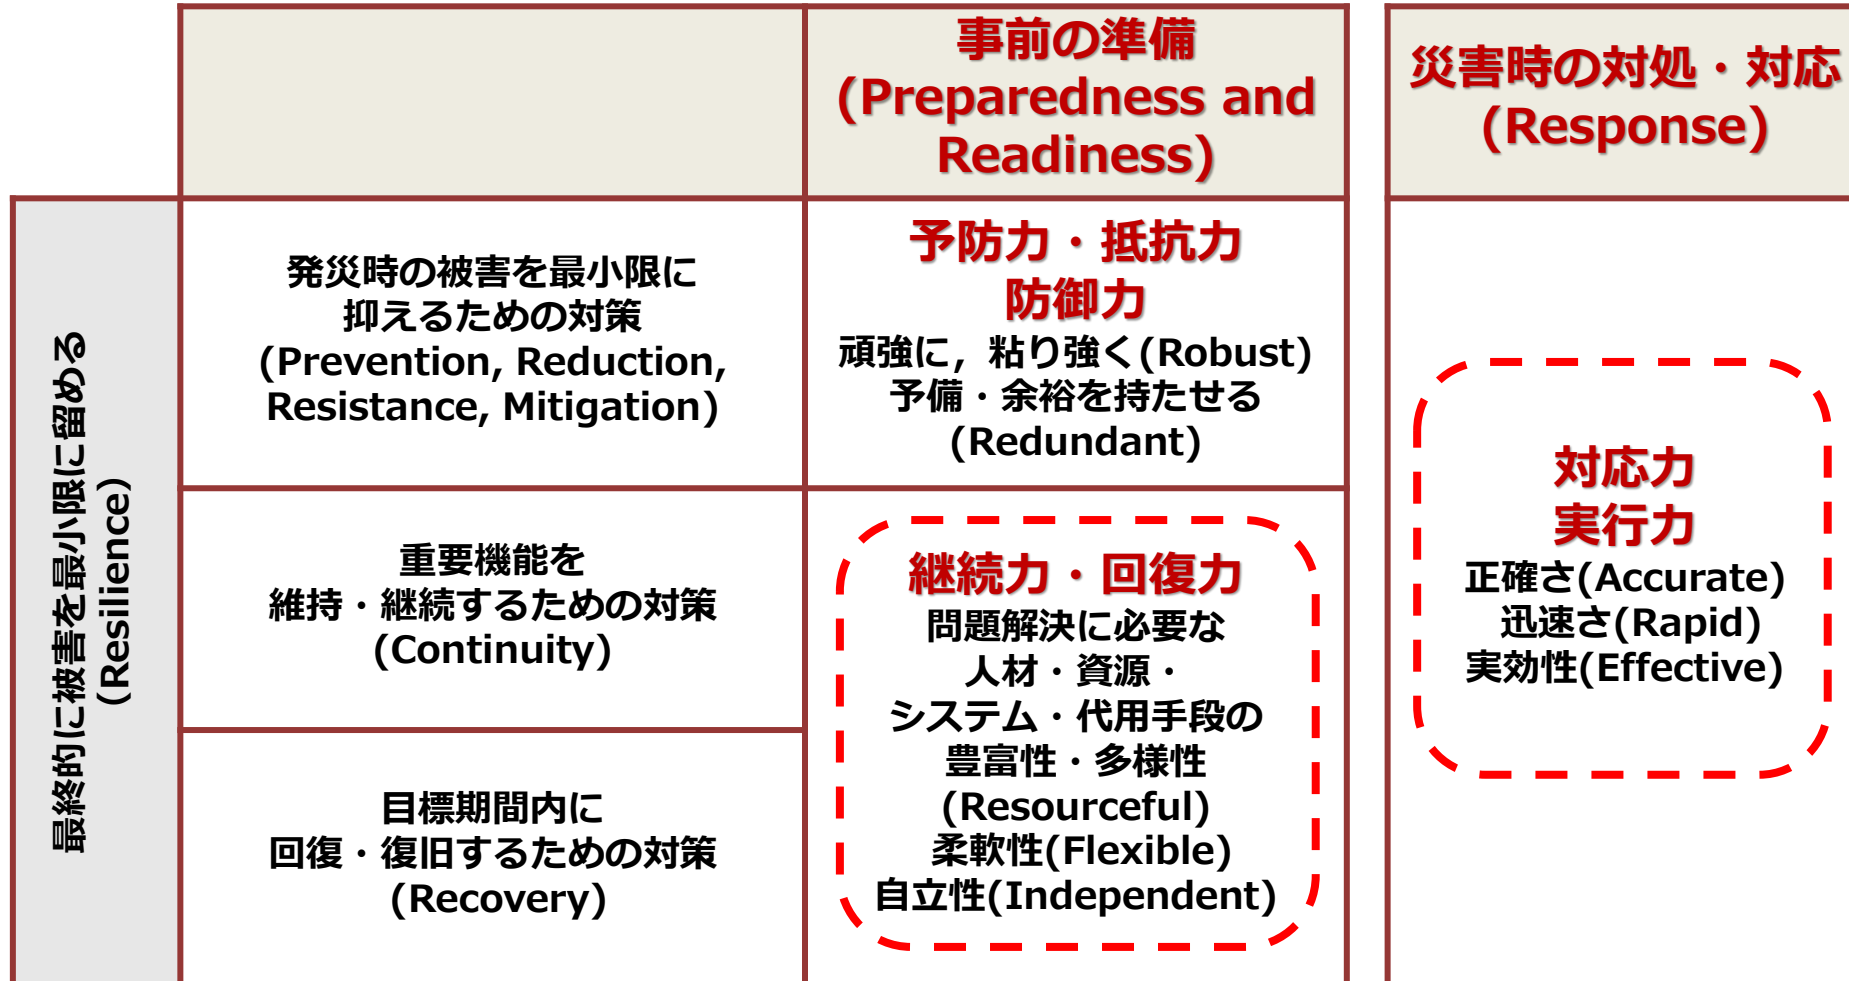 事前の準備
(Preparedness and
Readiness)
災害時の対処・対応
(Response)
最終的に被害を最小限に留める
(Resilience)
発災時の被害を最小限に
抑えるための対策
(Prevention, Reduction,
Resistance, Mitigation)
予防力・抵抗力
防御力
頑強に，粘り強く(Robust)
予備・余裕を持たせる
(Redundant)
重要機能を
維持・継続するための対策
(Continuity)
継続力・回復力
問題解決に必要な
人材・資源・
システム・代用手段の
豊富性・多様性
(Resourceful)
柔軟性(Flexible)
自立性(Independent)
目標期間内に
回復・復旧するための対策
(Recovery)
対応力
実行力
正確さ(Accurate)
迅速さ(Rapid)
実効性(Effective)